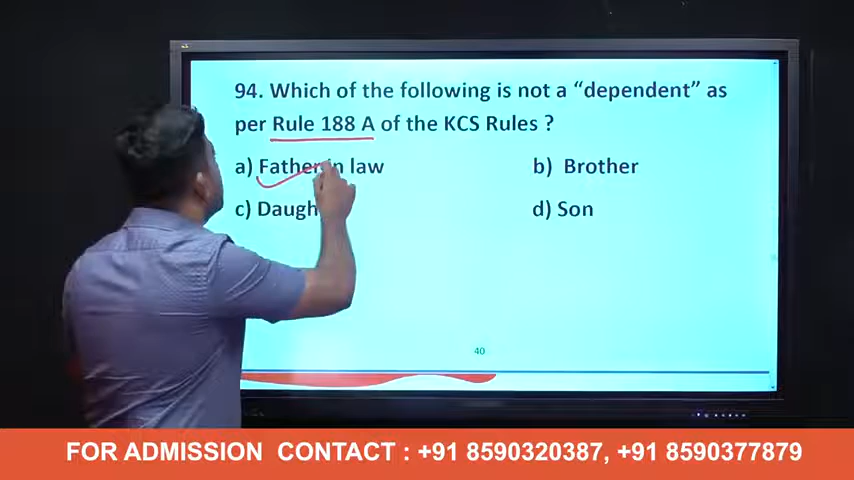 94. Which of the following is not a “dependent” as
per Rule 188 A of the KCS Rules ?
a) Father in law
b) Brother
c) Daugh
d) Son
40
FOR ADMISSION CONTACT : +91 8590320387, +91 8590377879